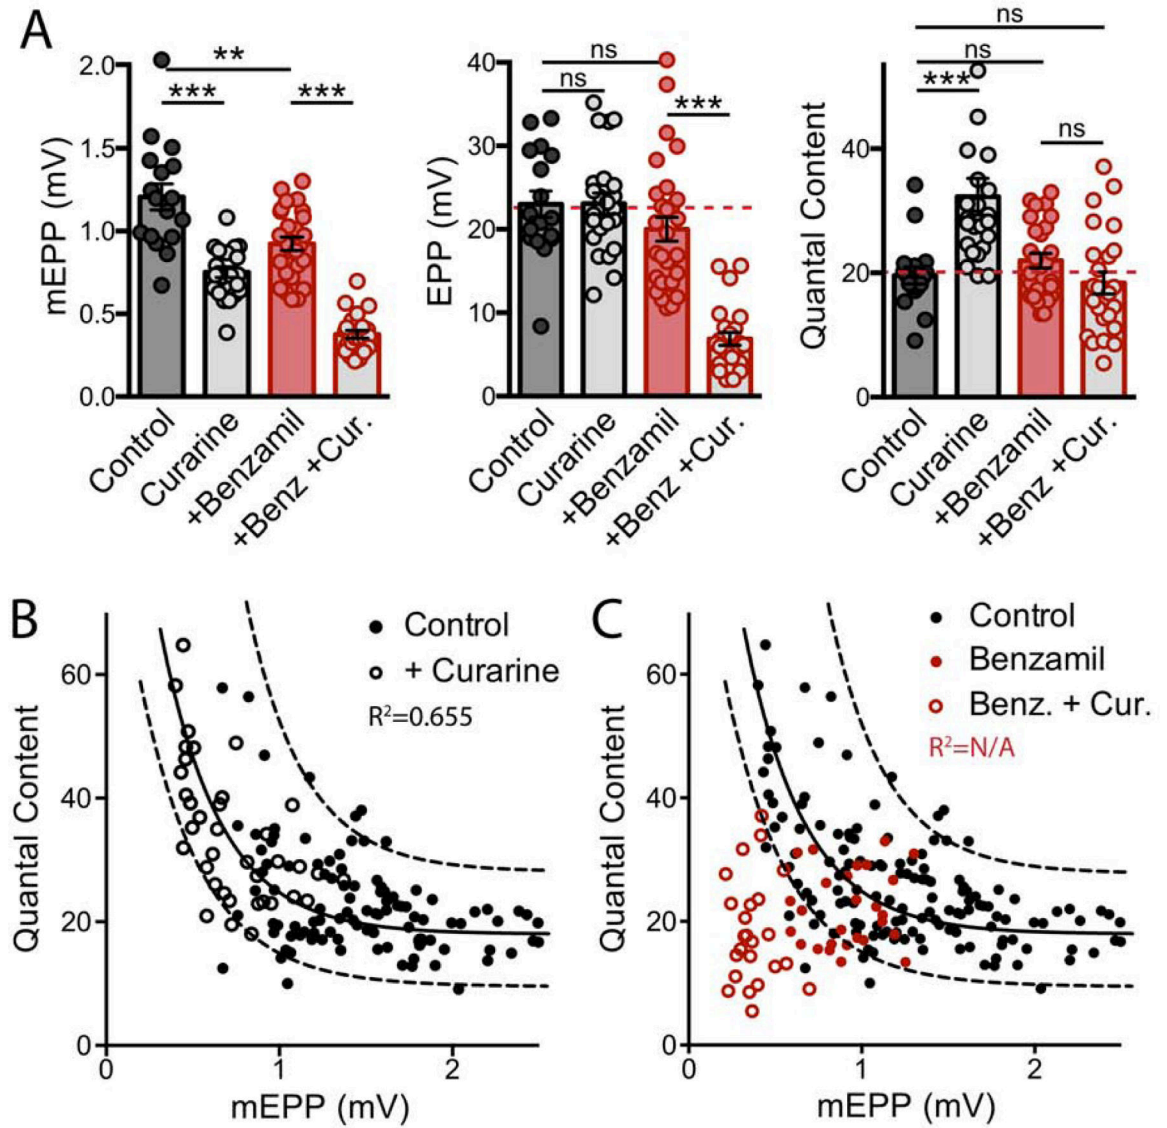 A
mEPP (mV)
2.0
1.5
1.0
0.5
0.0
**
***
***
Control
Curarine
+Benzamil
+Benz +Cur.
EPP (mV)
40
30
20
10
0
ns
ns
***
Control
Curarine
+Benzamil
+Benz +Cur.
Quantal Content
40
20
0
ns
ns
***
ns
Control
Curarine
+Benzamil
+Benz +Cur.
B
Control
+ Curarine
R²=0.655
Quantal Content
60
40
20
0
0
1
2
mEPP (mV)
C
Control
Benzamil
Benz. + Cur.
R²=N/A
Quantal Content
60
40
20
0
0
1
2
mEPP (mV)